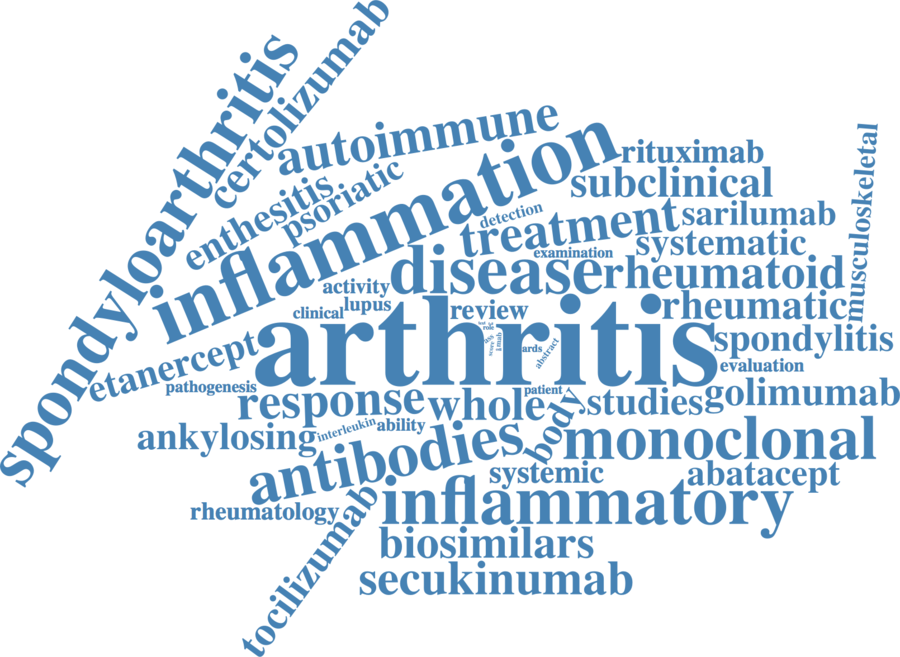 spondyloarthritis
certolizumab
autoimmune
enthesitis
psoriatic
inflammation
rituximab
subclinical
musculoskeletal
detection
treatment
sarilumab
examination
systematic
disease
rheumatoid
activity
clinical
lupus
review
rheumatic
arthritis
role
abstract
spondylitis
etanercept
evaluation
pathogenesis
patient
response
whole
body
studies
golimumab
ankylosing
interleukin
ability
monoclonal
antibodies
systemic
abatacept
rheumatology
inflammatory
tocilizumab
biosimilars
secukinumab